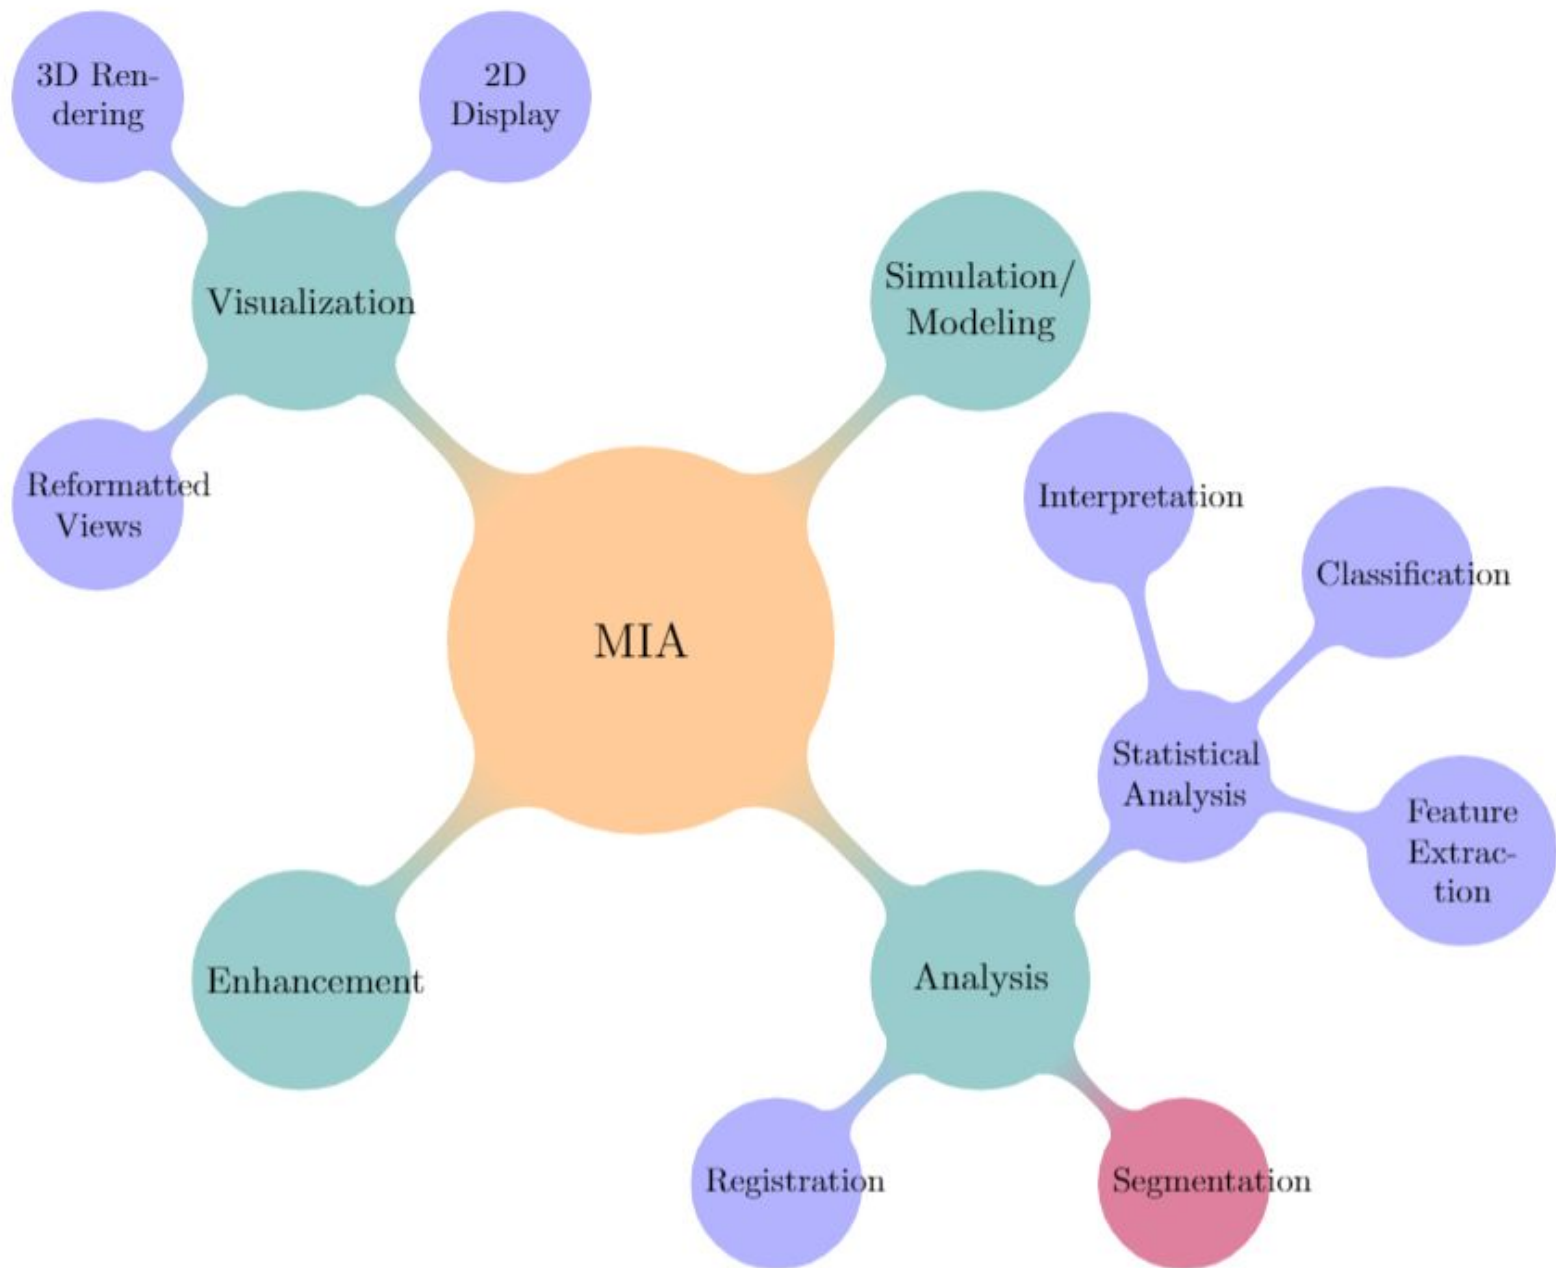 3D Ren-
dering
2D
Display
Visualization
Simulation/
Modeling
Reformatted
Views
Interpretation
Classification
MIA
Statistical
Analysis
Feature
Extrac-
tion
Enhancement
Analysis
Registration
Segmentation